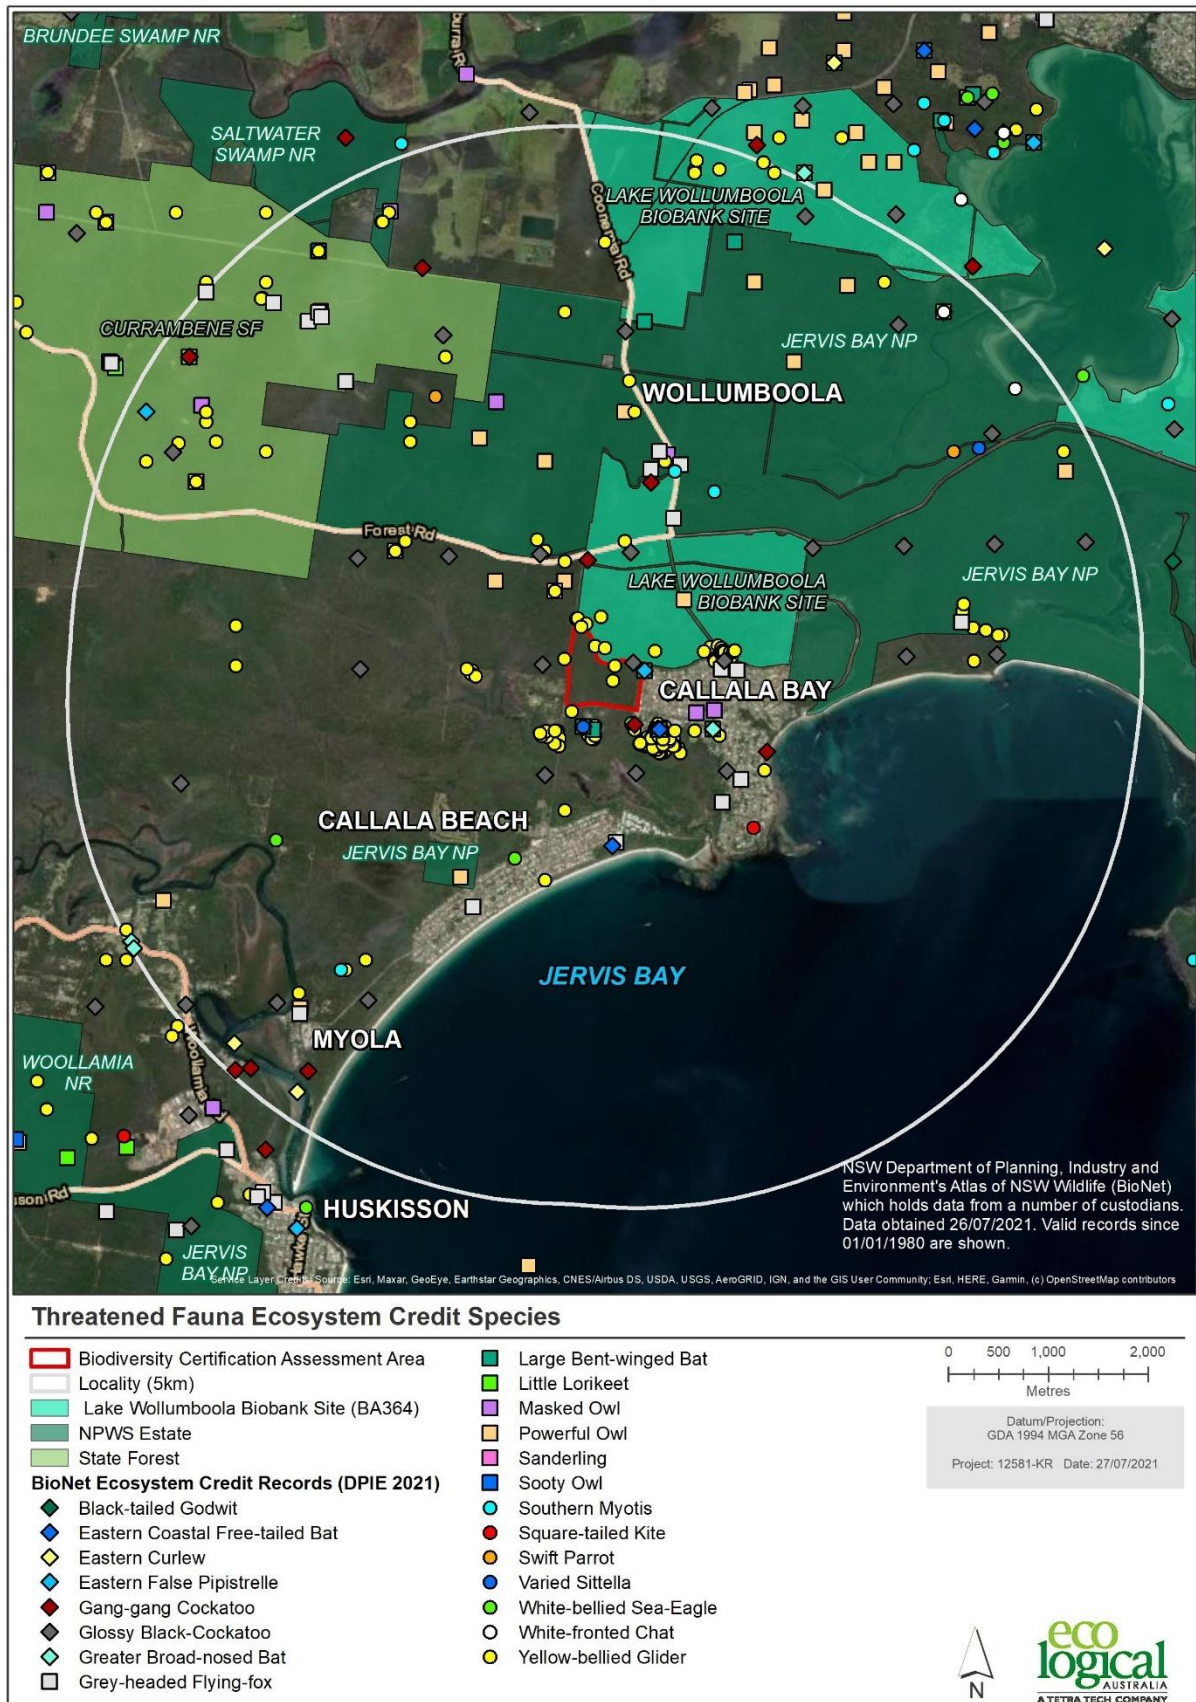 BRUNDEE SWAMP NR
SALTWATER
SWAMP NR
Coonemia Rd
LAKE WOLLUMBOOLA
BIOBANK SITE
CURRAMBENE SF
JERVIS BAY NP
WOLLUMBOOLA
Forest Rd
LAKE WOLLUMBOOLA
BIOBANK SITE
JERVIS BAY NP
CALLALA BAY
CALLALA BEACH
JERVIS BAY NP
JERVIS BAY
MYOLA
WOOLLAMIA
NR
HUSKISSON
JERVIS
BAY NP
NSW Department of Planning, Industry and
Environment's Atlas of NSW Wildlife (BioNet)
which holds data from a number of custodians.
Data obtained 26/07/2021. Valid records since
01/01/1980 are shown.
Service Layer Credits: Source: Esri, Maxar, GeoEye, Earthstar Geographics, CNES/Airbus DS, USDA, USGS, AeroGRID, IGN, and the GIS User Community; Esri, HERE, Garmin, (c) OpenStreetMap contributors
Threatened Fauna Ecosystem Credit Species
Biodiversity Certification Assessment Area
Locality (5km)
Lake Wollumboola Biobank Site (BA364)
NPWS Estate
State Forest
BioNet Ecosystem Credit Records (DPIE 2021)
Black-tailed Godwit
Eastern Coastal Free-tailed Bat
Eastern Curlew
Eastern False Pipistrelle
Gang-gang Cockatoo
Glossy Black-Cockatoo
Greater Broad-nosed Bat
Grey-headed Flying-fox
Large Bent-winged Bat
Little Lorikeet
Masked Owl
Powerful Owl
Sanderling
Sooty Owl
Southern Myotis
Square-tailed Kite
Swift Parrot
Varied Sittella
White-bellied Sea-Eagle
White-fronted Chat
Yellow-bellied Glider
0 500 1,000 2,000
Metres
Datum/Projection:
GDA 1994 MGA Zone 56
Project: 12581-KR Date: 27/07/2021
N
eco
logical
AUSTRALIA
A TETRA TECH COMPANY